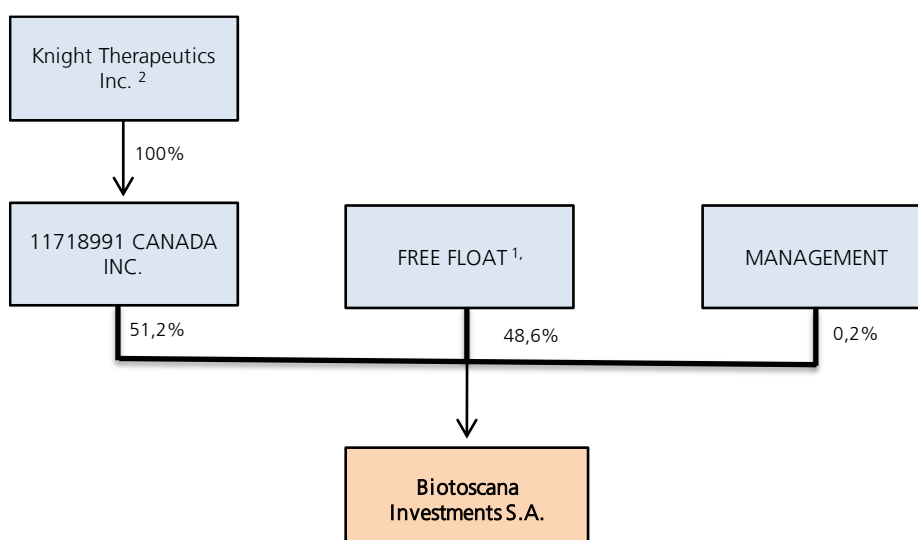 Knight Therapeutics
Inc. ²
100%
11718991 CANADA
INC.
FREE FLOAT ¹,
MANAGEMENT
51,2%
48,6%
0,2%
Biotoscana
Investments S.A.